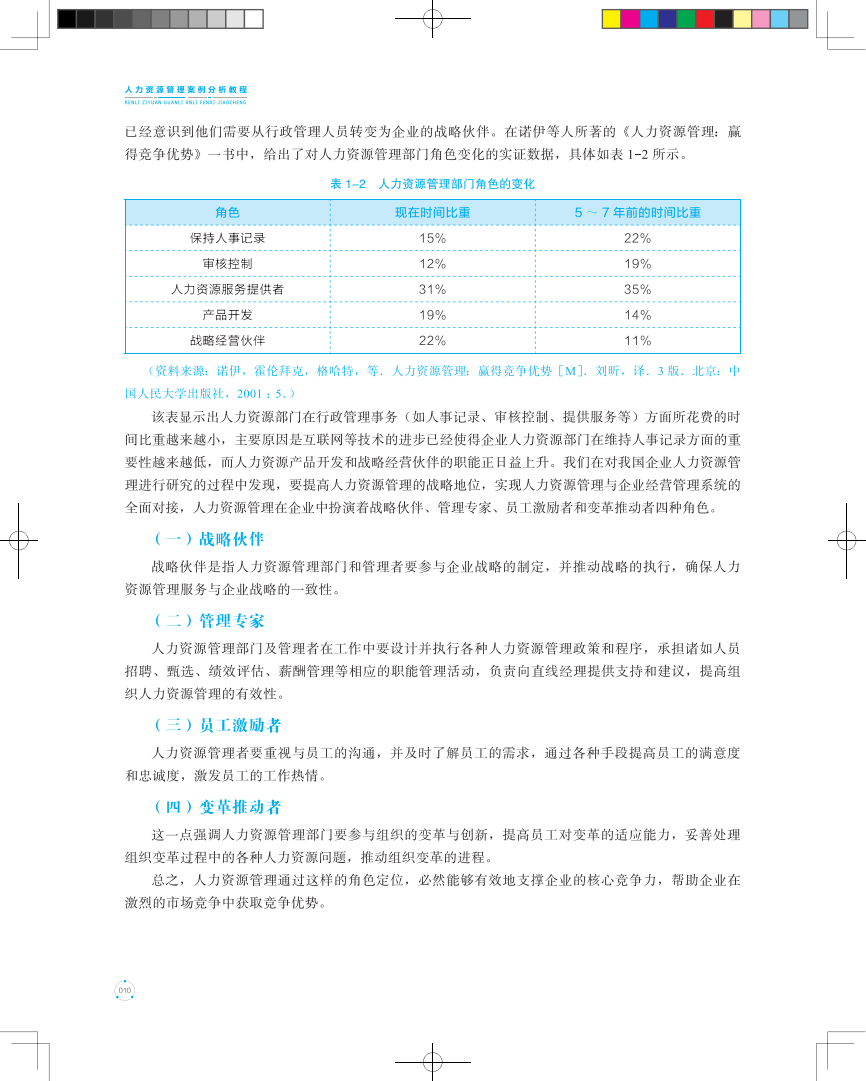 人力资源管理案例分析教程
RENLI ZIYUAN GUANLI ANLI FENXI JIAOCHENG
已经意识到他们需要从行政管理人员转变为企业的战略伙伴。在诺伊等人所著的《人力资源管理：赢
得竞争优势》一书中，给出了对人力资源管理部门角色变化的实证数据，具体如表 1-2 所示。
表 1-2 人力资源管理部门角色的变化
角色 现在时间比重 5 ～ 7 年前的时间比重
保持人事记录 15% 22%
审核控制 12% 19%
人力资源服务提供者 31% 35%
产品开发 19% 14%
战略经营伙伴 22% 11%
（资料来源：诺伊，霍伦拜克，格哈特，等．人力资源管理：赢得竞争优势［M］．刘昕，译．3 版．北京：中
国人民大学出版社，2001：5．）
该表显示出人力资源部门在行政管理事务（如人事记录、审核控制、提供服务等）方面所花费的时
间比重越来越小，主要原因是互联网等技术的进步已经使得企业人力资源部门在维持人事记录方面的重
要性越来越低，而人力资源产品开发和战略经营伙伴的职能正日益上升。我们在对我国企业人力资源管
理进行研究的过程中发现，要提高人力资源管理的战略地位，实现人力资源管理与企业经营管理系统的
全面对接，人力资源管理在企业中扮演着战略伙伴、管理专家、员工激励者和变革推动者四种角色。
（一）战略伙伴
战略伙伴是指人力资源管理部门和管理者要参与企业战略的制定，并推动战略的执行，确保人力
资源管理服务与企业战略的一致性。
（二）管理专家
人力资源管理部门及管理者在工作中要设计并执行各种人力资源管理政策和程序，承担诸如人员
招聘、甄选、绩效评估、薪酬管理等相应的职能管理活动，负责向直线经理提供支持和建议，提高组
织人力资源管理的有效性。
（三）员工激励者
人力资源管理者要重视与员工的沟通，并及时了解员工的需求，通过各种手段提高员工的满意度
和忠诚度，激发员工的工作热情。
（四）变革推动者
这一点强调人力资源管理部门要参与组织的变革与创新，提高员工对变革的适应能力，妥善处理
组织变革过程中的各种人力资源问题，推动组织变革的进程。
总之，人力资源管理通过这样的角色定位，必然能够有效地支撑企业的核心竞争力，帮助企业在
激烈的市场竞争中获取竞争优势。
010